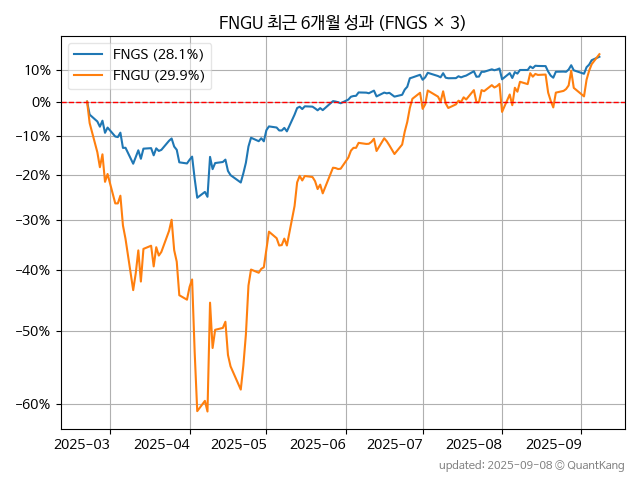 FNGU 최근 6개월 성과 (FNGS × 3)
FNGS (28.1%)
FNGU (29.9%)
10%
0%
−10%
−20%
−30%
−40%
−50%
−60%
2025-03 2025-04 2025-05 2025-06 2025-07 2025-08 2025-09
updated: 2025-09-08 © QuantKang